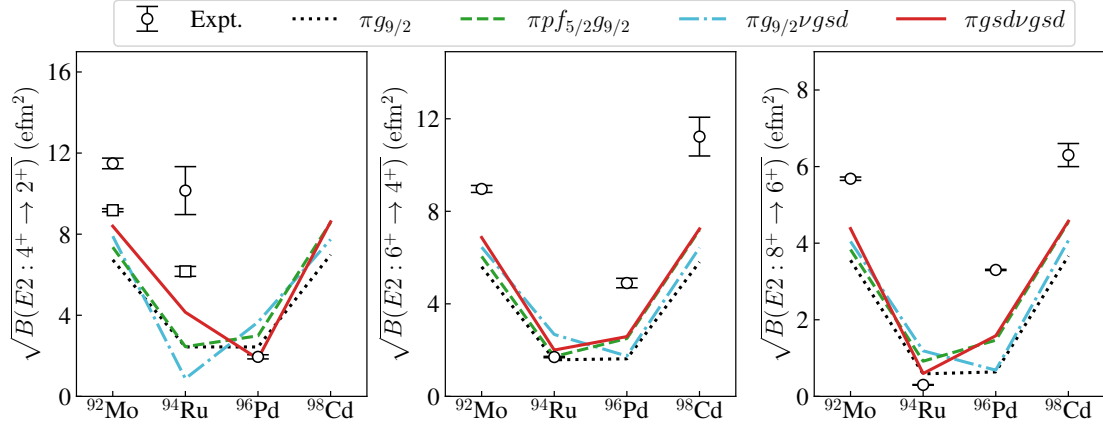 Expt. πg₉/₂ πpf₅/₂g₉/₂ πg₉/₂νgsd πgsdνgsd
√B(E2 : 4⁺ → 2⁺) (efm²)
16
12
8
4
0
⁹²Mo ⁹⁴Ru ⁹⁶Pd ⁹⁸Cd
√B(E2 : 6⁺ → 4⁺) (efm²)
12
8
4
0
⁹²Mo ⁹⁴Ru ⁹⁶Pd ⁹⁸Cd
√B(E2 : 8⁺ → 6⁺) (efm²)
8
6
4
2
0
⁹²Mo ⁹⁴Ru ⁹⁶Pd ⁹⁸Cd